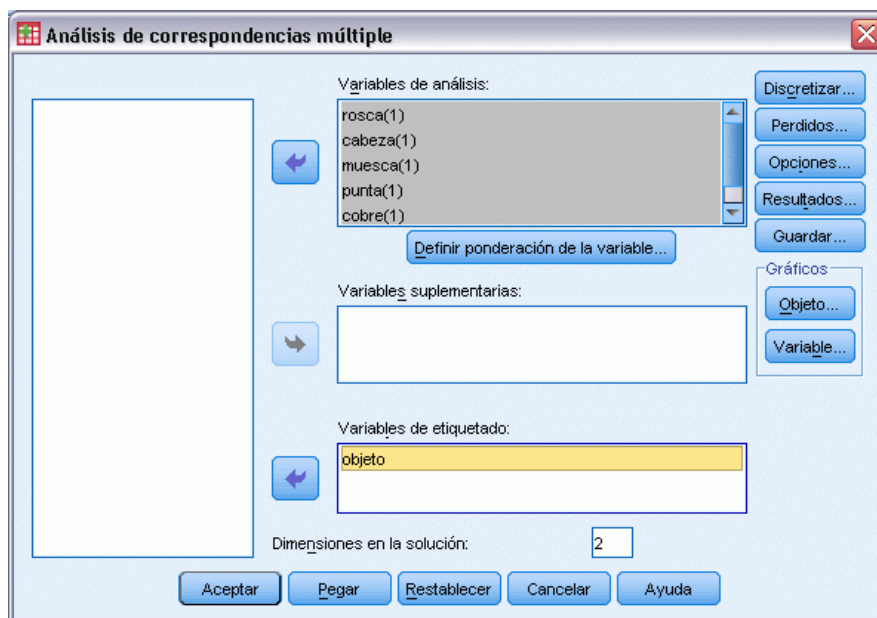 Análisis de correspondencias múltiple
Variables de análisis:
rosca(1)
cabeza(1)
muesca(1)
punta(1)
cobre(1)
Definir ponderación de la variable...
Variables suplementarias:
Variables de etiquetado:
objeto
Dimensiones en la solución:
2
Discretizar...
Perdidos...
Opciones...
Resultados...
Guardar...
Gráficos
Objeto...
Variable...
Aceptar
Pegar
Restablecer
Cancelar
Ayuda